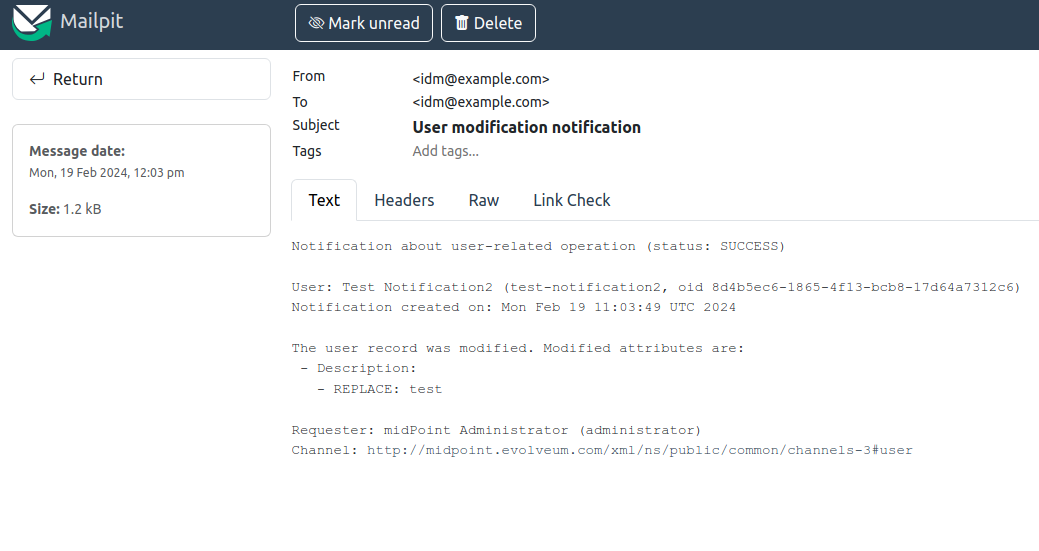 Mailpit
Mark unread
Delete
Return
Message date:
Mon, 19 Feb 2024, 12:03 pm
Size: 1.2 kB
From <idm@example.com>
To <idm@example.com>
Subject User modification notification
Tags Add tags...
Text Headers Raw Link Check
Notification about user-related operation (status: SUCCESS)
User: Test Notification2 (test-notification2, oid 8d4b5ec6-1865-4f13-bcb8-17d64a7312c6)
Notification created on: Mon Feb 19 11:03:49 UTC 2024
The user record was modified. Modified attributes are:
- Description:
- REPLACE: test
Requester: midPoint Administrator (administrator)
Channel: http://midpoint.evolveum.com/xml/ns/public/common/channels-3#user